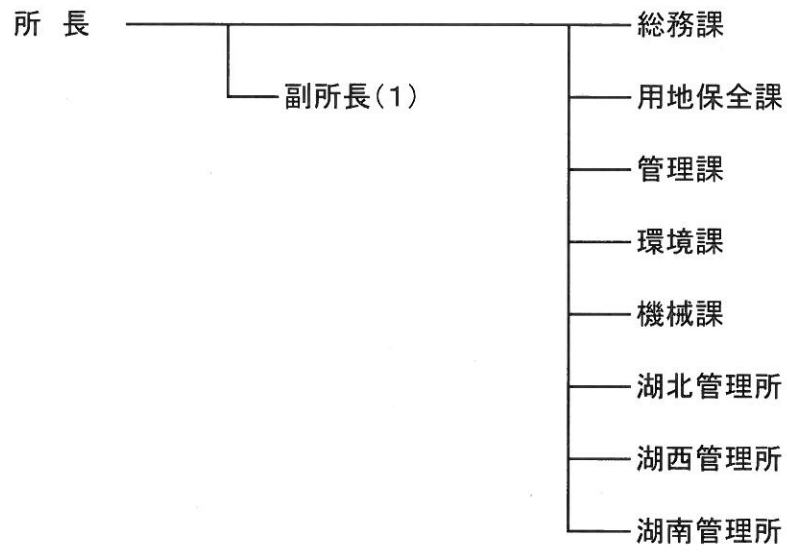 所 長
総務課
副所長(1)
用地保全課
管理課
環境課
機械課
湖北管理所
湖西管理所
湖南管理所